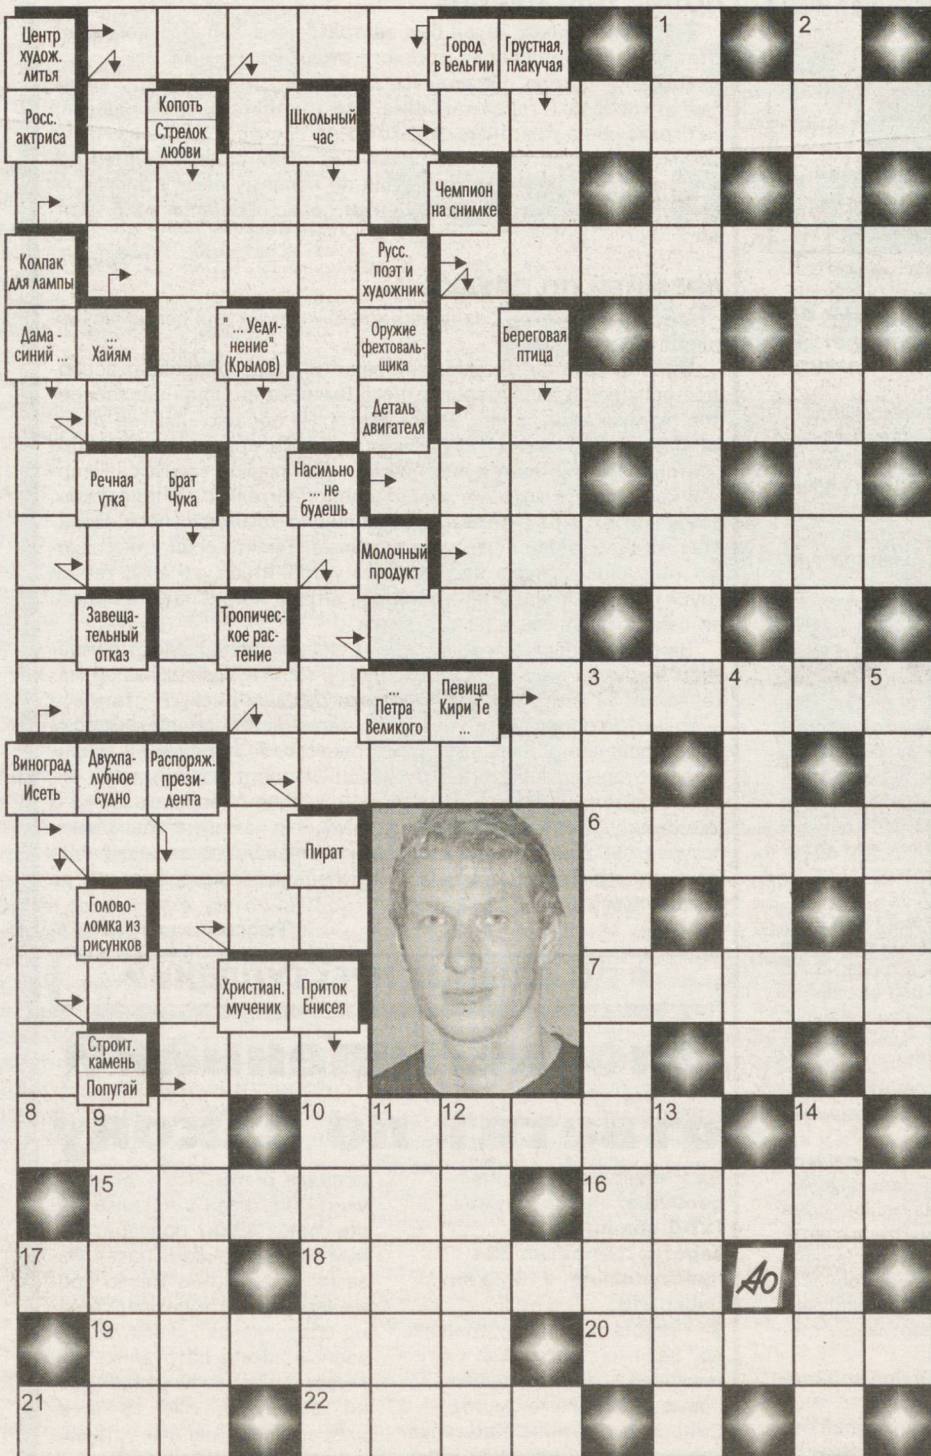 Центр
худож.
литья
Город
в Бельгии
Грустная,
плакучая
1
2
Росс.
актриса
Копоть
Стрелок
любви
Школьный
час
Чемпион
на снимке
Колпак
для лампы
Русс.
поэт и
художник
Дама -
синий ...
...
Хайям
" ... Уеди-
нение"
(Крылов)
Оружие
фехтоваль-
щика
Береговая
птица
Деталь
двигателя
Речная
утка
Брат
Чука
Насильно
... не
будешь
Молочный
продукт
Завеща-
тельный
отказ
Тропичес-
кое рас-
тение
...
Петра
Великого
Певица
Кири Те
...
3
4
5
Виноград
Исеть
Двухпа-
лубное
судно
Распоряж.
прези-
дента
Пират
6
Голово-
ломка из
рисунков
Христиан.
мученик
Приток
Енисея
7
Строит.
камень
Попугай
8
9
10
11
12
13
14
15
16
17
18
АО
19
20
21
22